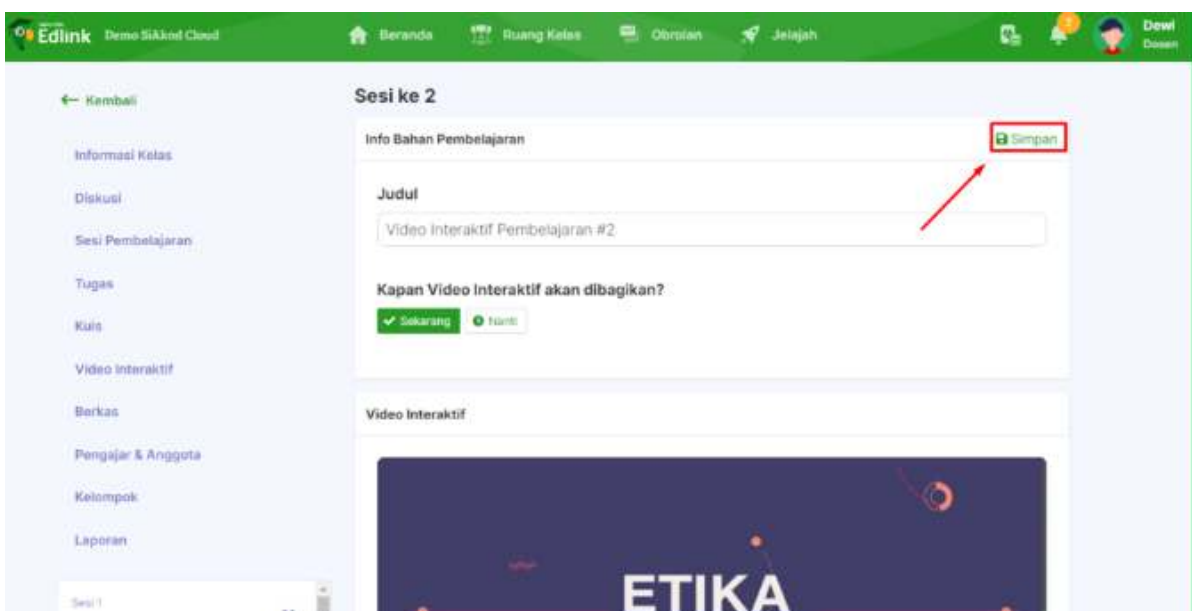 Edlink Demo SiAkad Cloud Beranda Ruang Kelas Obrolan Jelajah Dewi
Dosen
Kembali
Informasi Kelas
Diskusi
Sesi Pembelajaran
Tugas
Kuis
Video Interaktif
Berkas
Pengajar & Anggota
Kelompok
Laporan
Sesi 1
Sesi ke 2
Info Bahan Pembelajaran Simpan
Judul
Video Interaktif Pembelajaran #2
Kapan Video Interaktif akan dibagikan?
Sekarang Nanti
Video Interaktif
ETIKA